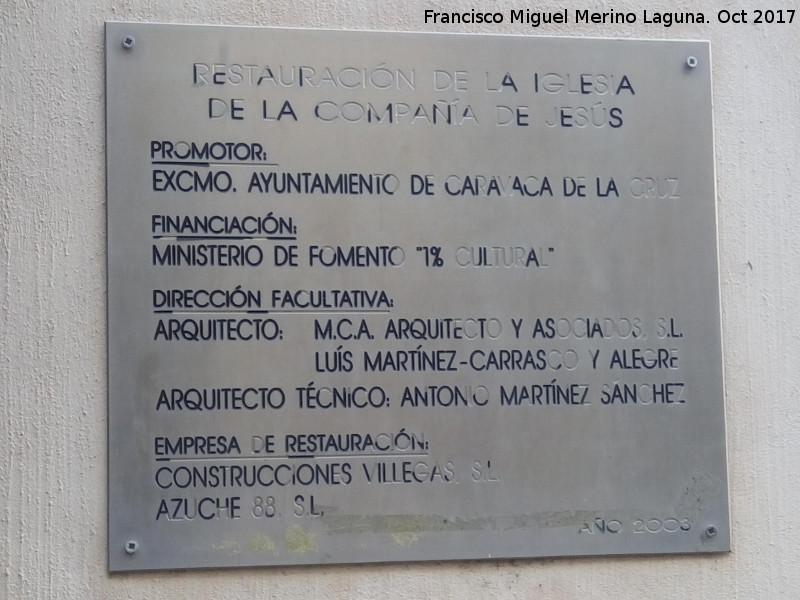 Francisco Miguel Merino Laguna. Oct 2017
RESTAURACIÓN DE LA IGLESIA
DE LA COMPAÑÍA DE JESÚS
PROMOTOR:
EXCMO. AYUNTAMIENTO DE CARAVACA DE LA CRUZ
FINANCIACIÓN:
MINISTERIO DE FOMENTO "1% CULTURAL"
DIRECCIÓN FACULTATIVA:
ARQUITECTO: M.C.A. ARQUITECTO Y ASOCIADOS, S.L.
LUÍS MARTÍNEZ-CARRASCO Y ALEGRE
ARQUITECTO TÉCNICO: ANTONIO MARTÍNEZ SANCHEZ
EMPRESA DE RESTAURACIÓN:
CONSTRUCCIONES VILLEGAS, S.L.
AZUCHE 88, S.L.
AÑO 2003